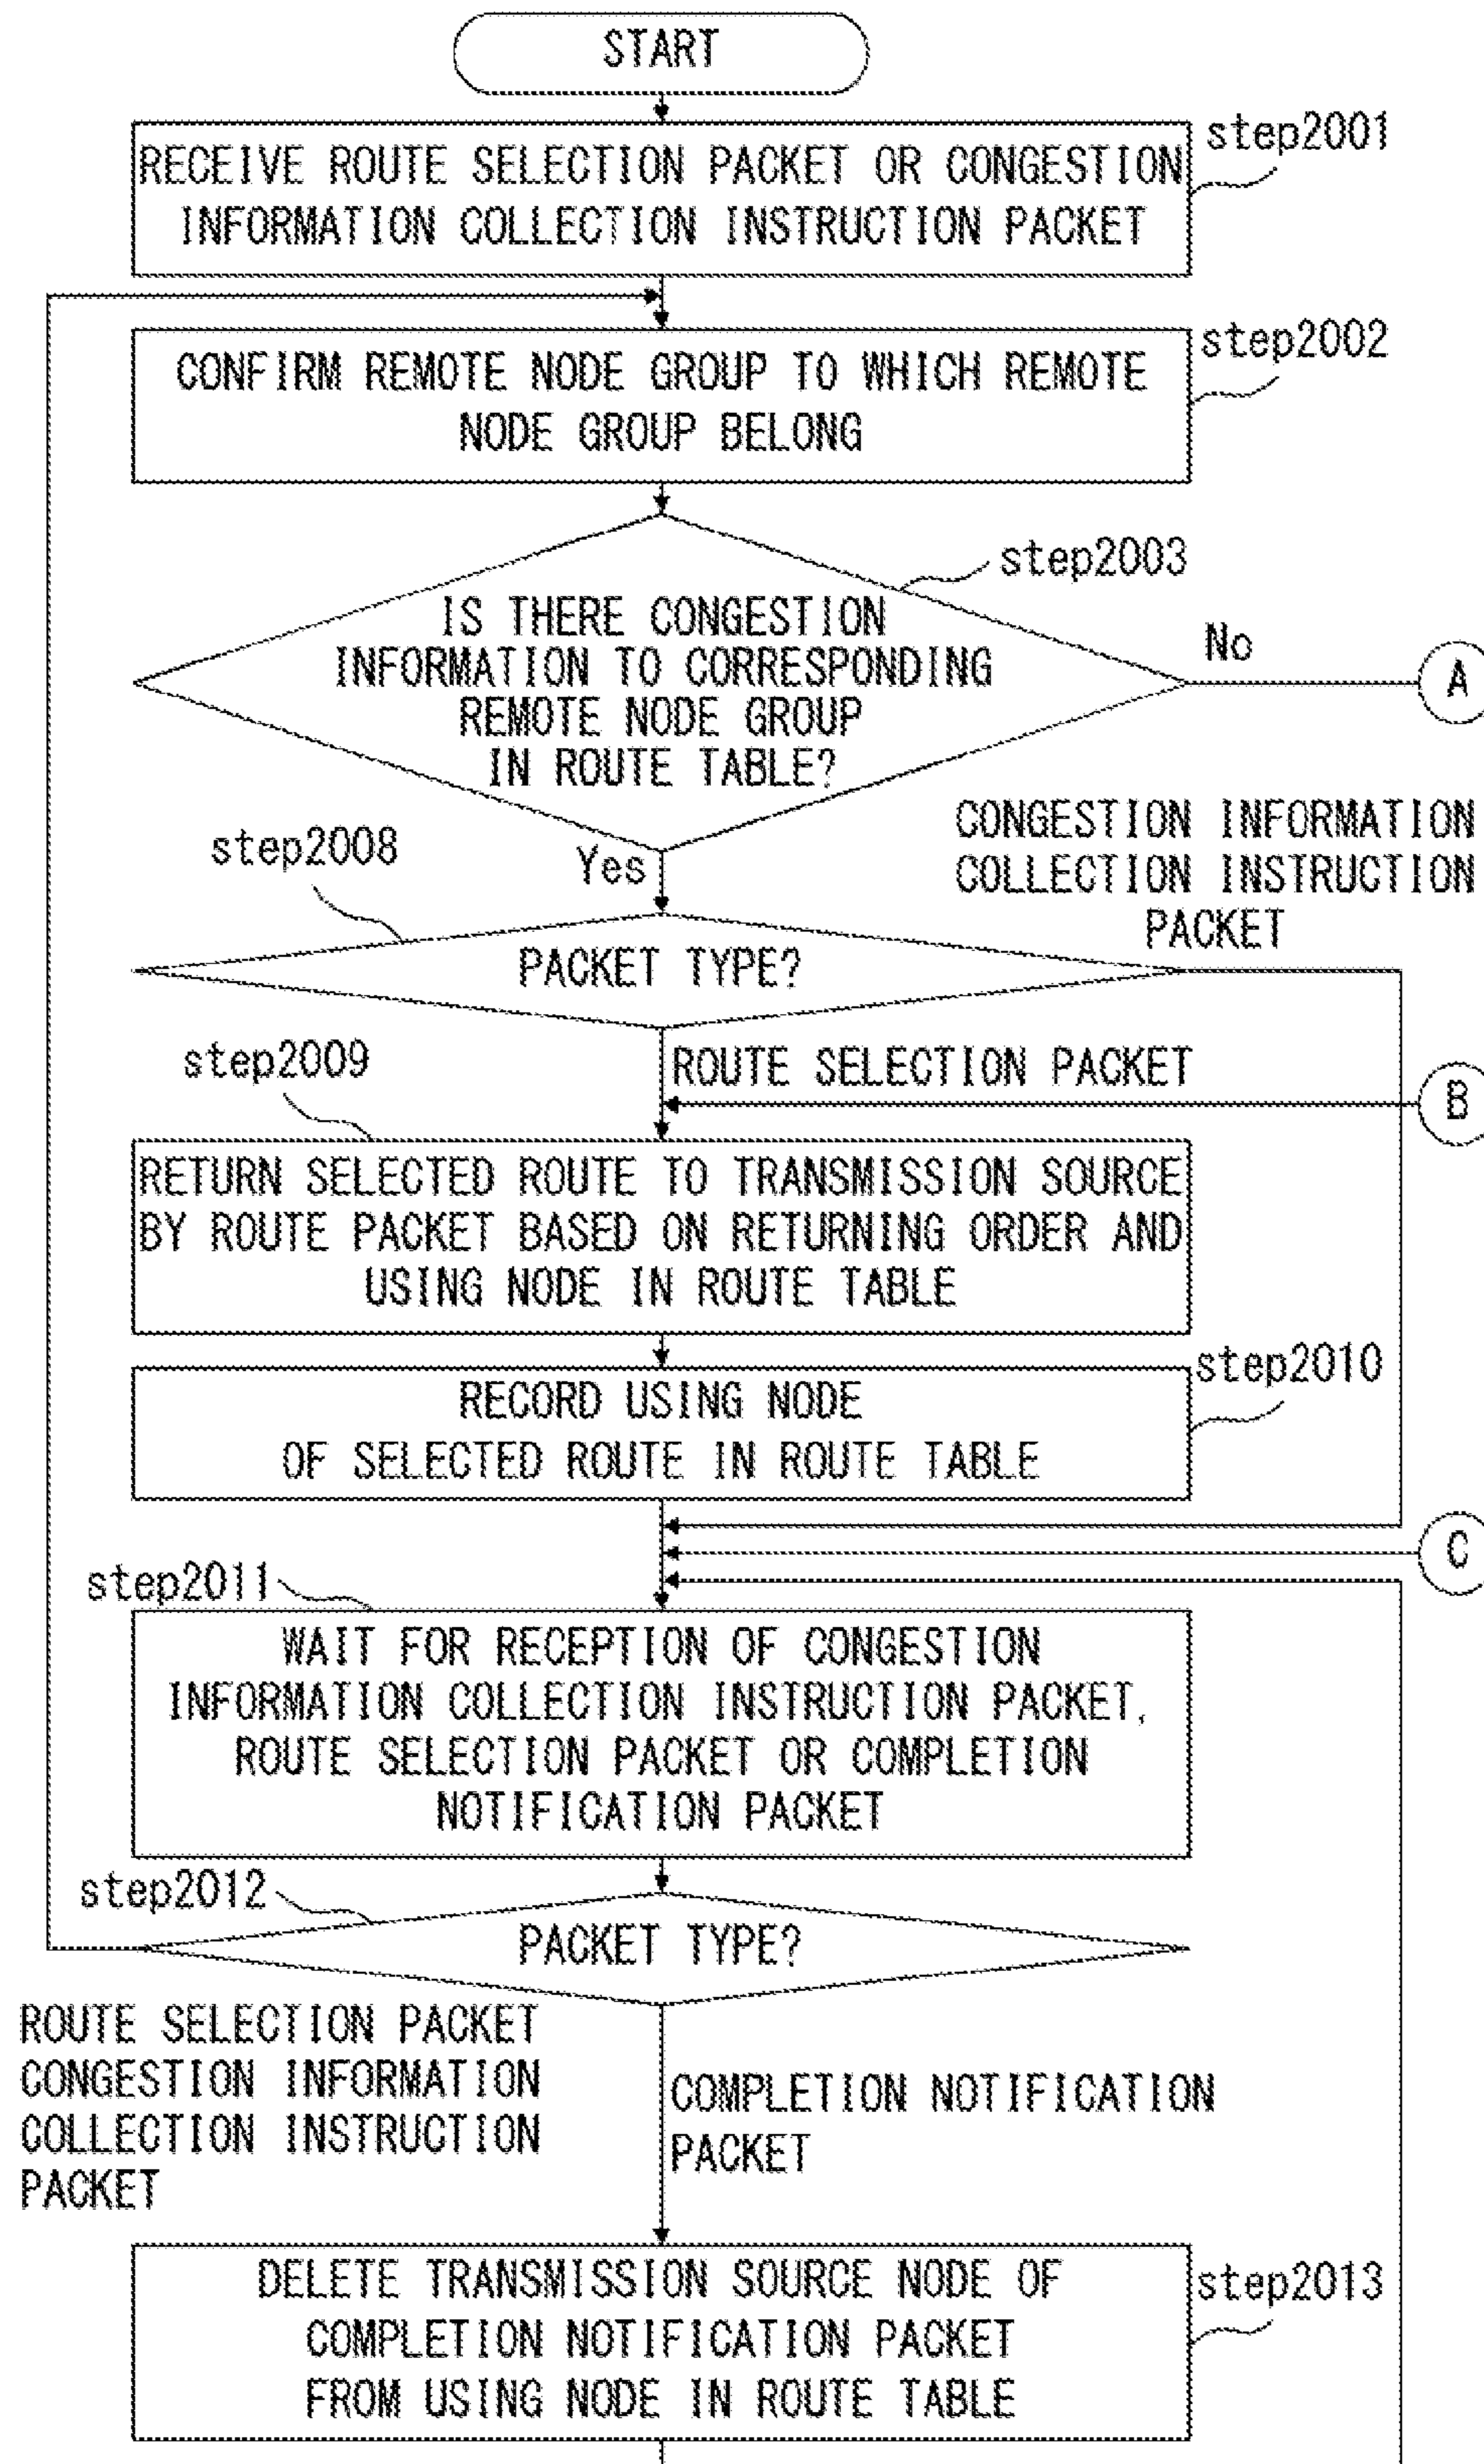 START
step2001
RECEIVE ROUTE SELECTION PACKET OR CONGESTION
INFORMATION COLLECTION INSTRUCTION PACKET
step2002
CONFIRM REMOTE NODE GROUP TO WHICH REMOTE
NODE GROUP BELONG
step2003
IS THERE CONGESTION
INFORMATION TO CORRESPONDING
REMOTE NODE GROUP
IN ROUTE TABLE?
No
A
Yes
CONGESTION INFORMATION
COLLECTION INSTRUCTION
PACKET
step2008
PACKET TYPE?
ROUTE SELECTION PACKET
B
step2009
RETURN SELECTED ROUTE TO TRANSMISSION SOURCE
BY ROUTE PACKET BASED ON RETURNING ORDER AND
USING NODE IN ROUTE TABLE
step2010
RECORD USING NODE
OF SELECTED ROUTE IN ROUTE TABLE
C
step2011
WAIT FOR RECEPTION OF CONGESTION
INFORMATION COLLECTION INSTRUCTION PACKET,
ROUTE SELECTION PACKET OR COMPLETION
NOTIFICATION PACKET
step2012
PACKET TYPE?
ROUTE SELECTION PACKET
CONGESTION INFORMATION
COLLECTION INSTRUCTION
PACKET
COMPLETION NOTIFICATION
PACKET
step2013
DELETE TRANSMISSION SOURCE NODE OF
COMPLETION NOTIFICATION PACKET
FROM USING NODE IN ROUTE TABLE